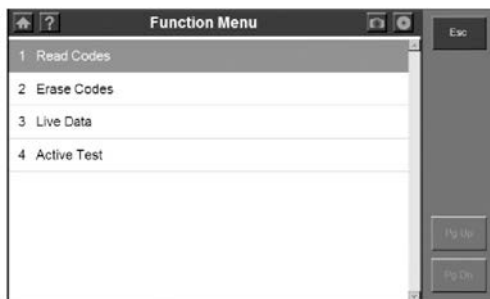 ? Function Menu
Esc
1 Read Codes
2 Erase Codes
3 Live Data
4 Active Test
Pg Up
Pg Dn